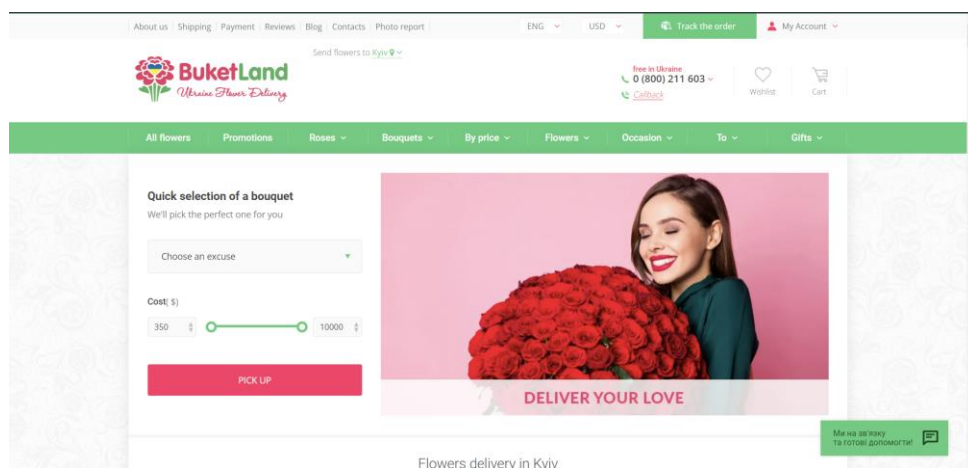 About us Shipping Payment Reviews Blog Contacts Photo report ENG USD Track the order My Account
Send flowers to Kyiv
BuketLand
Ukraine Flower Delivery
free in Ukraine
0 (800) 211 603
Callback
Wishlist Cart
All flowers Promotions Roses Bouquets By price Flowers Occasion To Gifts
Quick selection of a bouquet
We'll pick the perfect one for you
Choose an excuse
Cost( $)
350 10000
PICK UP
DELIVER YOUR LOVE
Ми на зв'язку
та готові допомогти!
Flowers delivery in Kyiv